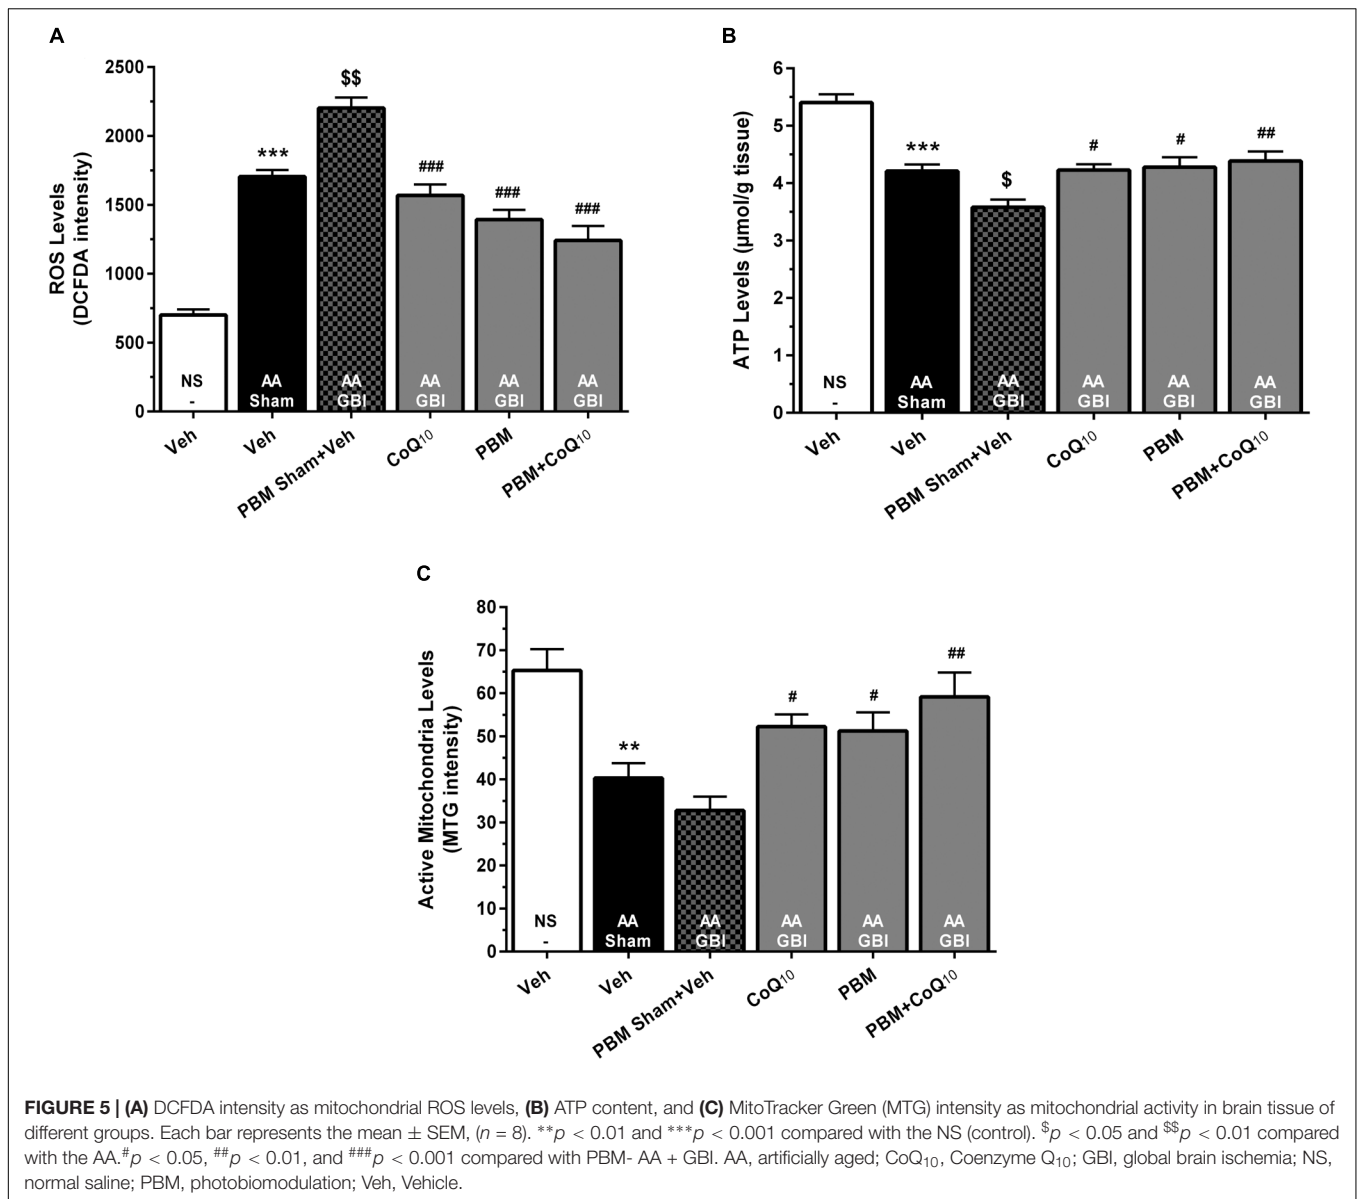 A
2500
2000
1500
1000
500
0
ROS Levels
(DCFDA intensity)
***
$$
###
###
###
NS
-
AA
Sham
AA
GBI
AA
GBI
AA
GBI
AA
GBI
Veh
Veh
PBM Sham+Veh
CoQ10
PBM
PBM+CoQ10
B
6
5
4
3
2
1
0
ATP Levels (µmol/g tissue)
***
$
#
#
##
NS
-
AA
Sham
AA
GBI
AA
GBI
AA
GBI
AA
GBI
Veh
Veh
PBM Sham+Veh
CoQ10
PBM
PBM+CoQ10
C
80
70
60
50
40
30
20
10
0
Active Mitochondria Levels
(MTG intensity)
**
#
#
##
NS
-
AA
Sham
AA
GBI
AA
GBI
AA
GBI
AA
GBI
Veh
Veh
PBM Sham+Veh
CoQ10
PBM
PBM+CoQ10
FIGURE 5 | (A) DCFDA intensity as mitochondrial ROS levels, (B) ATP content, and (C) MitoTracker Green (MTG) intensity as mitochondrial activity in brain tissue of
different groups. Each bar represents the mean ± SEM, (n = 8). **p < 0.01 and ***p < 0.001 compared with the NS (control). $p < 0.05 and $$p < 0.01 compared
with the AA.#p < 0.05, ##p < 0.01, and ###p < 0.001 compared with PBM- AA + GBI. AA, artificially aged; CoQ10, Coenzyme Q10; GBI, global brain ischemia; NS,
normal saline; PBM, photobiomodulation; Veh, Vehicle.